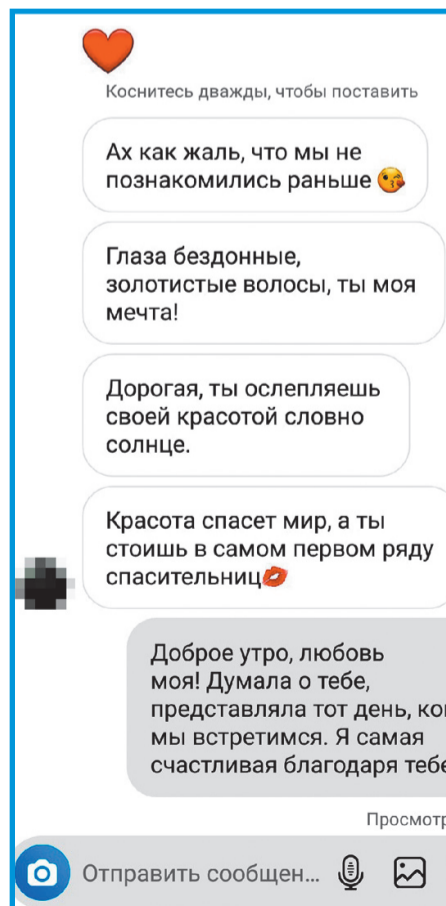 Коснитесь дважды, чтобы поставить
Ах как жаль, что мы не
познакомились раньше
Глаза бездонные,
золотистые волосы, ты моя
мечта!
Дорогая, ты ослепляешь
своей красотой словно
солнце.
Красота спасет мир, а ты
стоишь в самом первом ряду
спасительниц
Доброе утро, любовь
моя! Думала о тебе,
представляла тот день,
мы встретимся. Я самая
счастливая благодаря
Отправить сообщен...